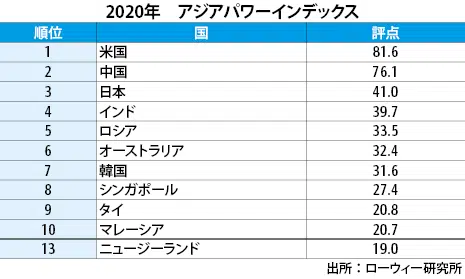 2020年　アジアパワーインデックス
順位 国 評点
1 米国 81.6
2 中国 76.1
3 日本 41.0
4 インド 39.7
5 ロシア 33.5
6 オーストラリア 32.4
7 韓国 31.6
8 シンガポール 27.4
9 タイ 20.8
10 マレーシア 20.7
13 ニュージーランド 19.0
出所：ローウィー研究所